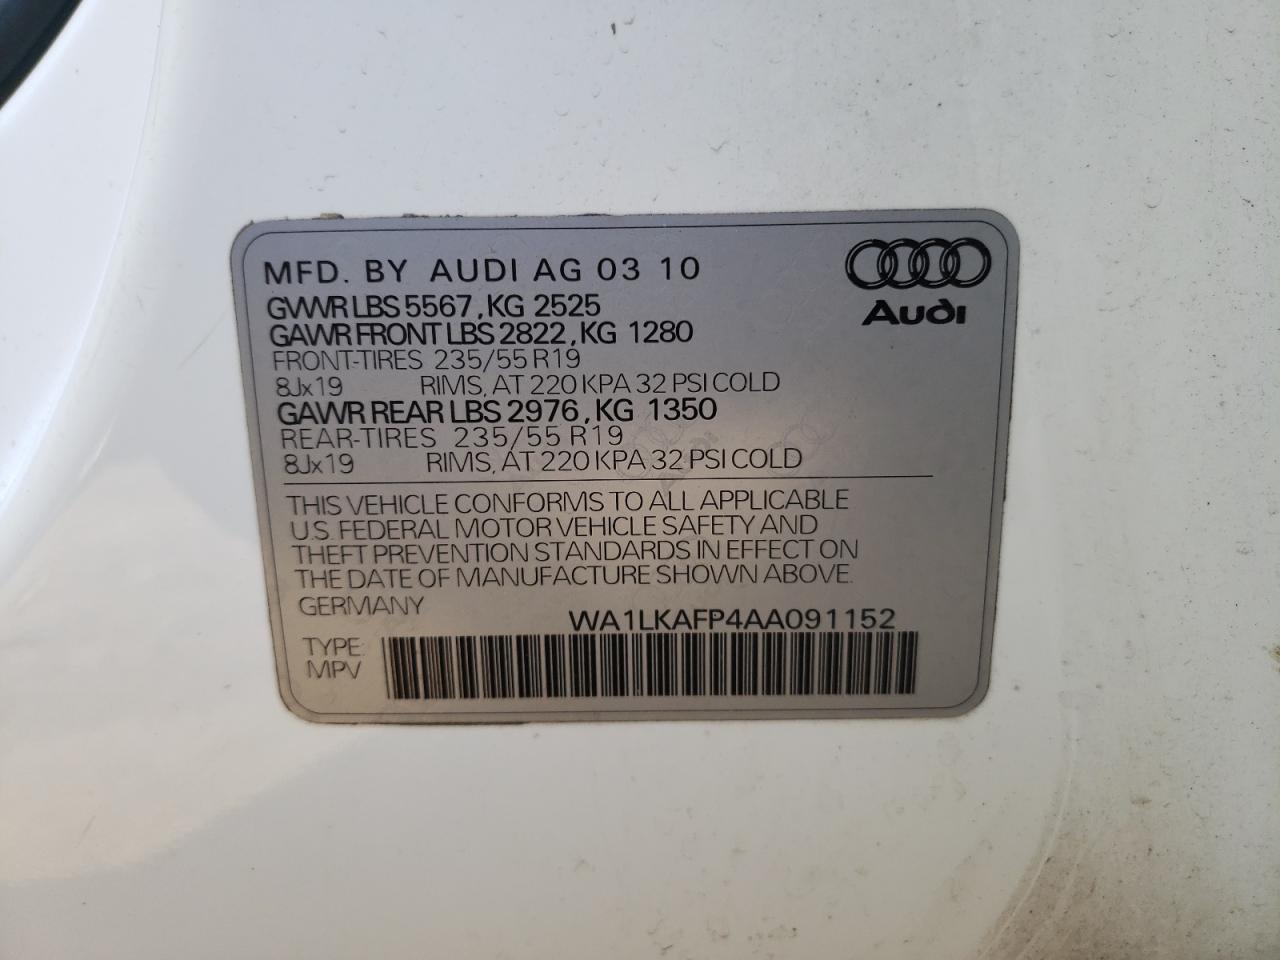 MFD. BY AUDI AG 03 10
GVWR LBS 5567, KG 2525
GAWR FRONT LBS 2822, KG 1280
FRONT-TIRES 235/55 R19
8Jx19 RIMS, AT 220 KPA 32 PSI COLD
GAWR REAR LBS 2976, KG 1350
REAR-TIRES 235/55 R19
8Jx19 RIMS, AT 220 KPA 32 PSI COLD
Audi
THIS VEHICLE CONFORMS TO ALL APPLICABLE
U.S. FEDERAL MOTOR VEHICLE SAFETY AND
THEFT PREVENTION STANDARDS IN EFFECT ON
THE DATE OF MANUFACTURE SHOWN ABOVE.
GERMANY
WA1LKAFP4AA091152
TYPE:
MPV